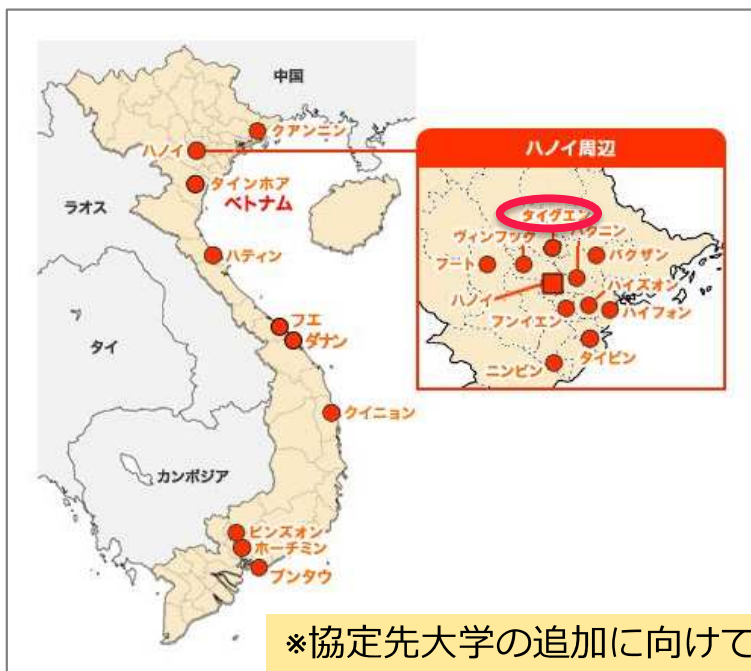 中国
クアンニン
ハノイ
タインホア
ベトナム
ラオス
ハティン
タイ
フエ
ダナン
クイニョン
カンボジア
ビンズオン
ホーチミン
ブンタウ
ハノイ周辺
タイグエン
ヴィンフック
バクニン
フート
バクザン
ハノイ
ハイズオン
フンイエン
ハイフォン
タイビン
ニンビン
*協定先大学の追加に向けて